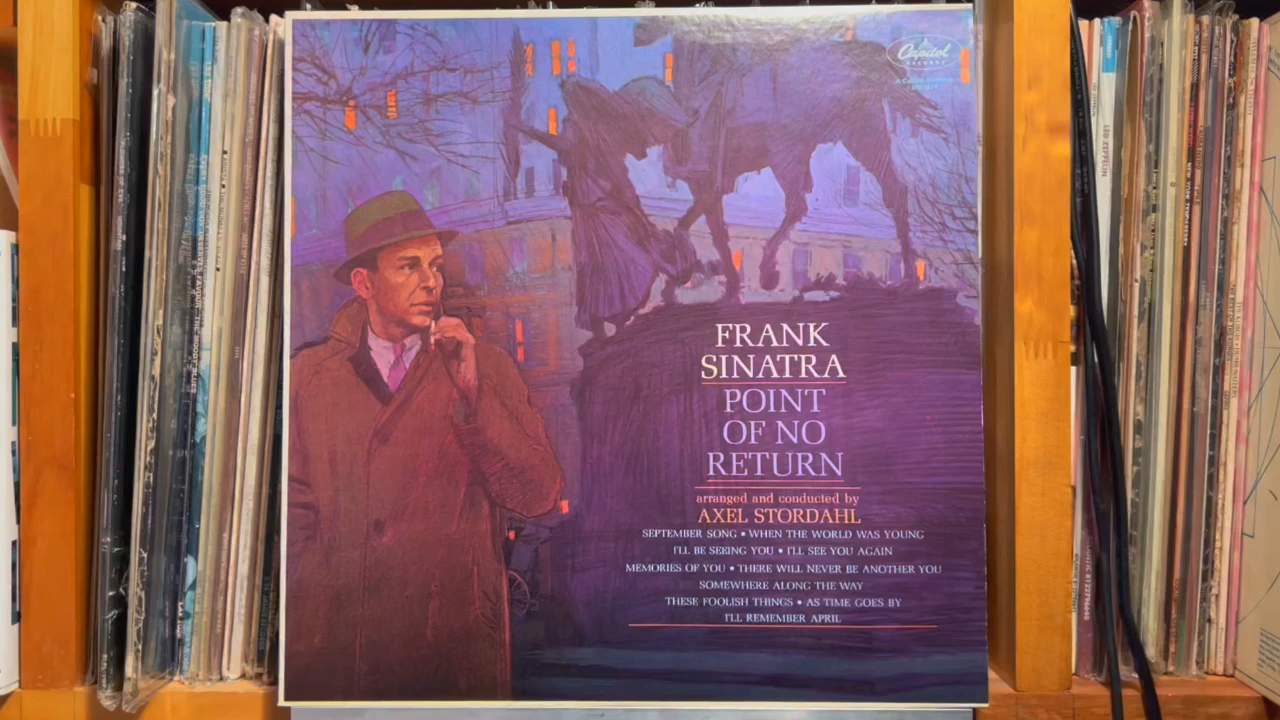 Capitol
RECORDS
FRANK
SINATRA
POINT
OF NO
RETURN
arranged and conducted by
AXEL STORDAHL
SEPTEMBER SONG • WHEN THE WORLD WAS YOUNG
I'LL BE SEEING YOU • I'LL SEE YOU AGAIN
MEMORIES OF YOU • THERE WILL NEVER BE ANOTHER YOU
SOMEWHERE ALONG THE WAY
THESE FOOLISH THINGS • AS TIME GOES BY
I'LL REMEMBER APRIL
LED ZEPPELIN